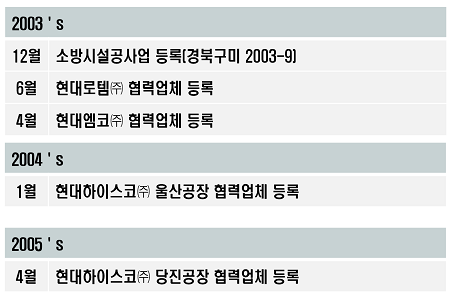 2003 ' s
12월 소방시설공사업 등록(경북구미 2003-9)
6월 현대로템㈜ 협력업체 등록
4월 현대엠코㈜ 협력업체 등록
2004 ' s
1월 현대하이스코㈜ 울산공장 협력업체 등록
2005 ' s
4월 현대하이스코㈜ 당진공장 협력업체 등록